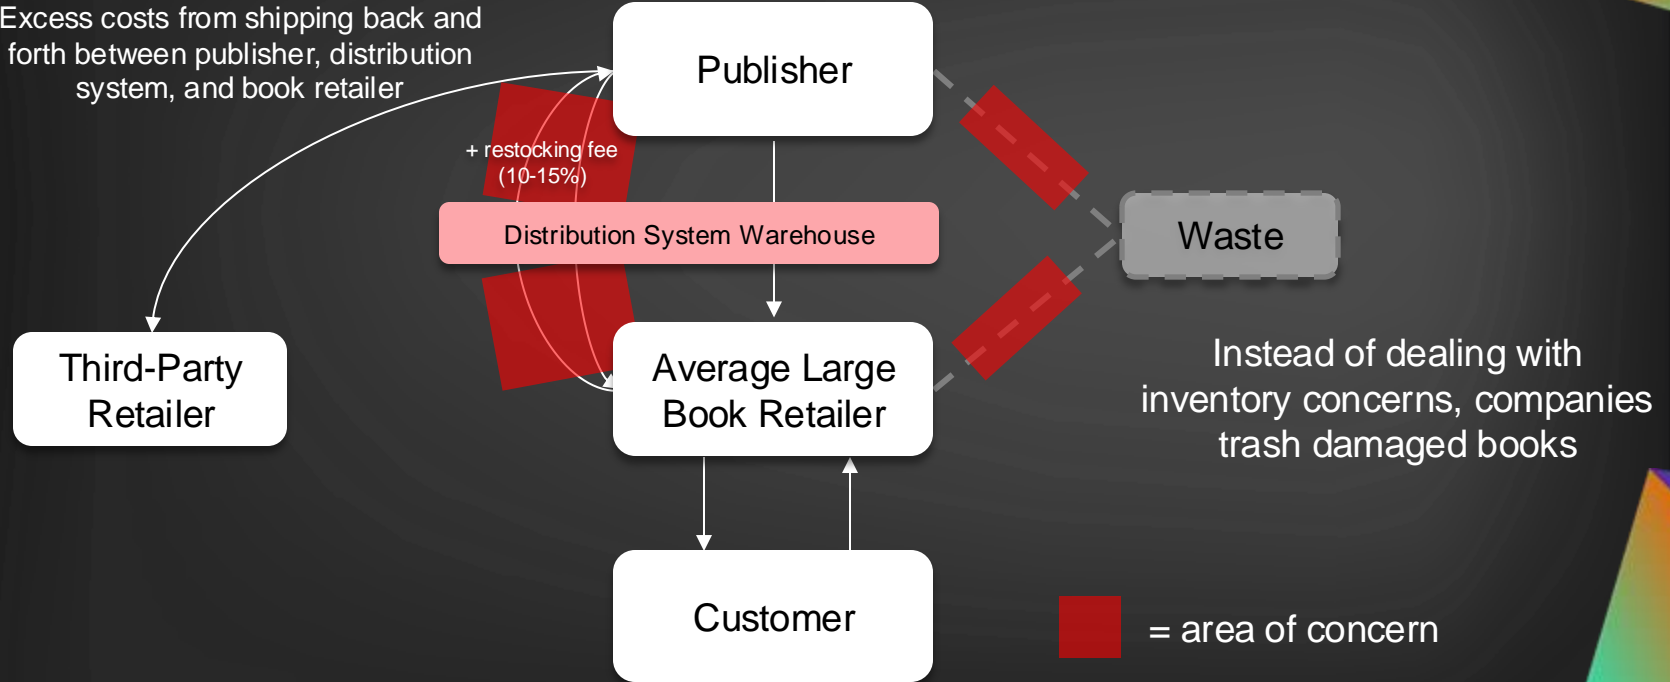 Excess costs from shipping back and
forth between publisher, distribution
system, and book retailer
Publisher
+ restocking fee
(10-15%)
Distribution System Warehouse
Waste
Third-Party
Retailer
Average Large
Book Retailer
Instead of dealing with
inventory concerns, companies
trash damaged books
Customer
= area of concern